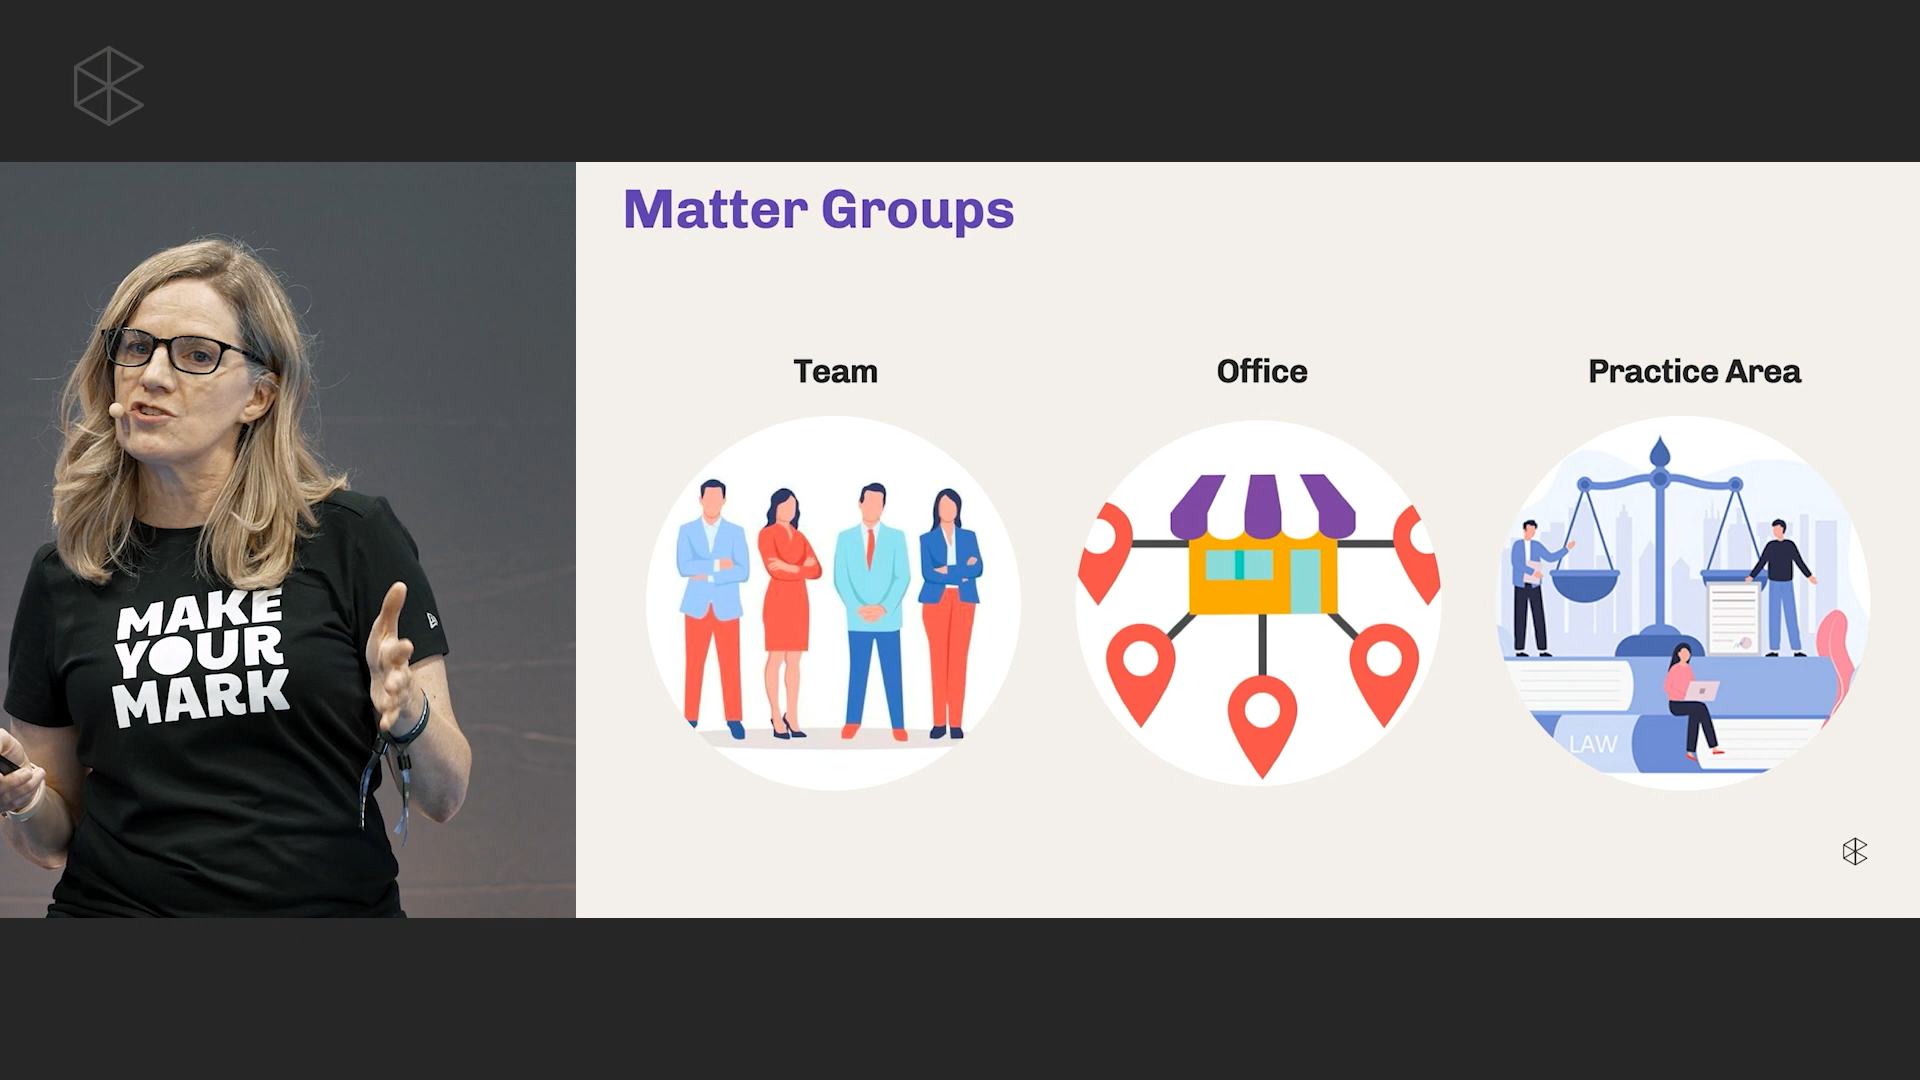 Matter Groups
Team
Office
Practice Area
LAW
MAKE
YOUR
MARK